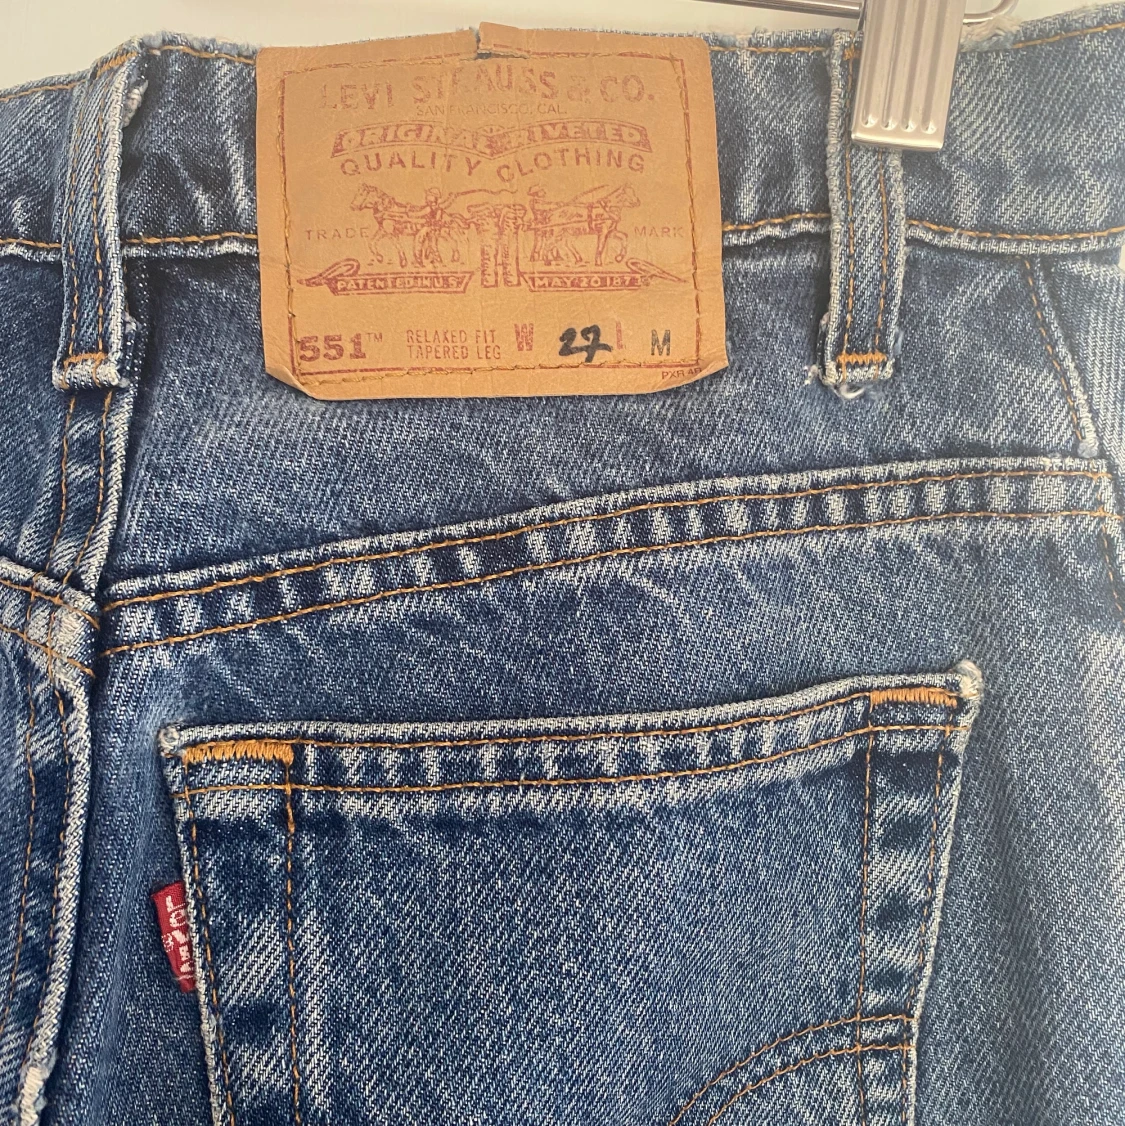 LEVI STRAUSS & CO.
SAN FRANCISCO, CAL.
ORIGINAL RIVETED
QUALITY CLOTHING
TRADE MARK
PATENTED IN U.S. MAY 20 1873
551™ RELAXED FIT TAPERED LEG W 27 L M